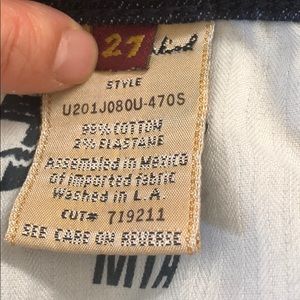 27
STYLE
U201J080U-470S
98% COTTON
2% ELASTANE
Assembled in Mexico
of imported fabric
Washed in L.A.
CUT# 719211
SEE CARE ON REVERSE